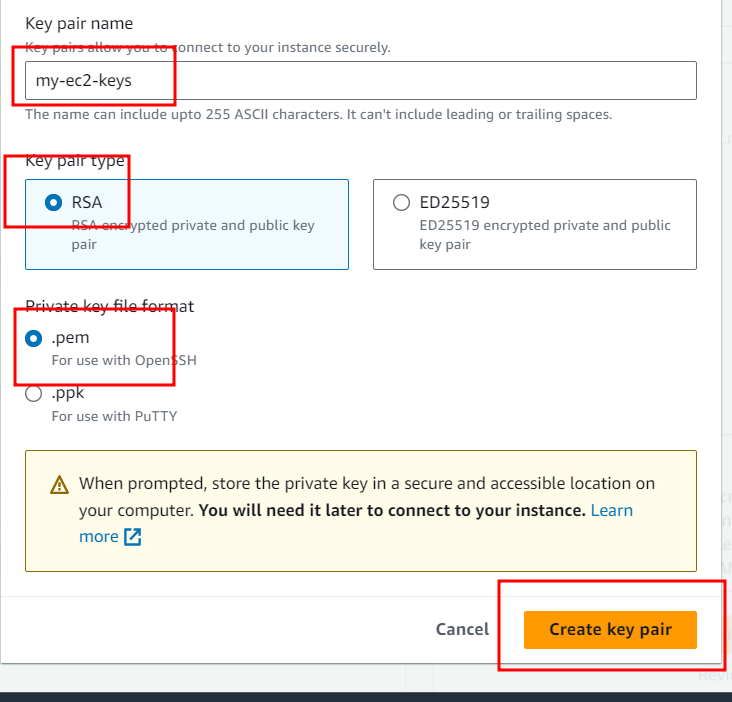 Key pair name
Key pairs allow you to connect to your instance securely.
my-ec2-keys
The name can include upto 255 ASCII characters. It can't include leading or trailing spaces.
Key pair type
RSA
RSA encrypted private and public key
pair
ED25519
ED25519 encrypted private and public
key pair
Private key file format
.pem
For use with OpenSSH
.ppk
For use with PuTTY
When prompted, store the private key in a secure and accessible location on
your computer. You will need it later to connect to your instance. Learn
more
Cancel
Create key pair